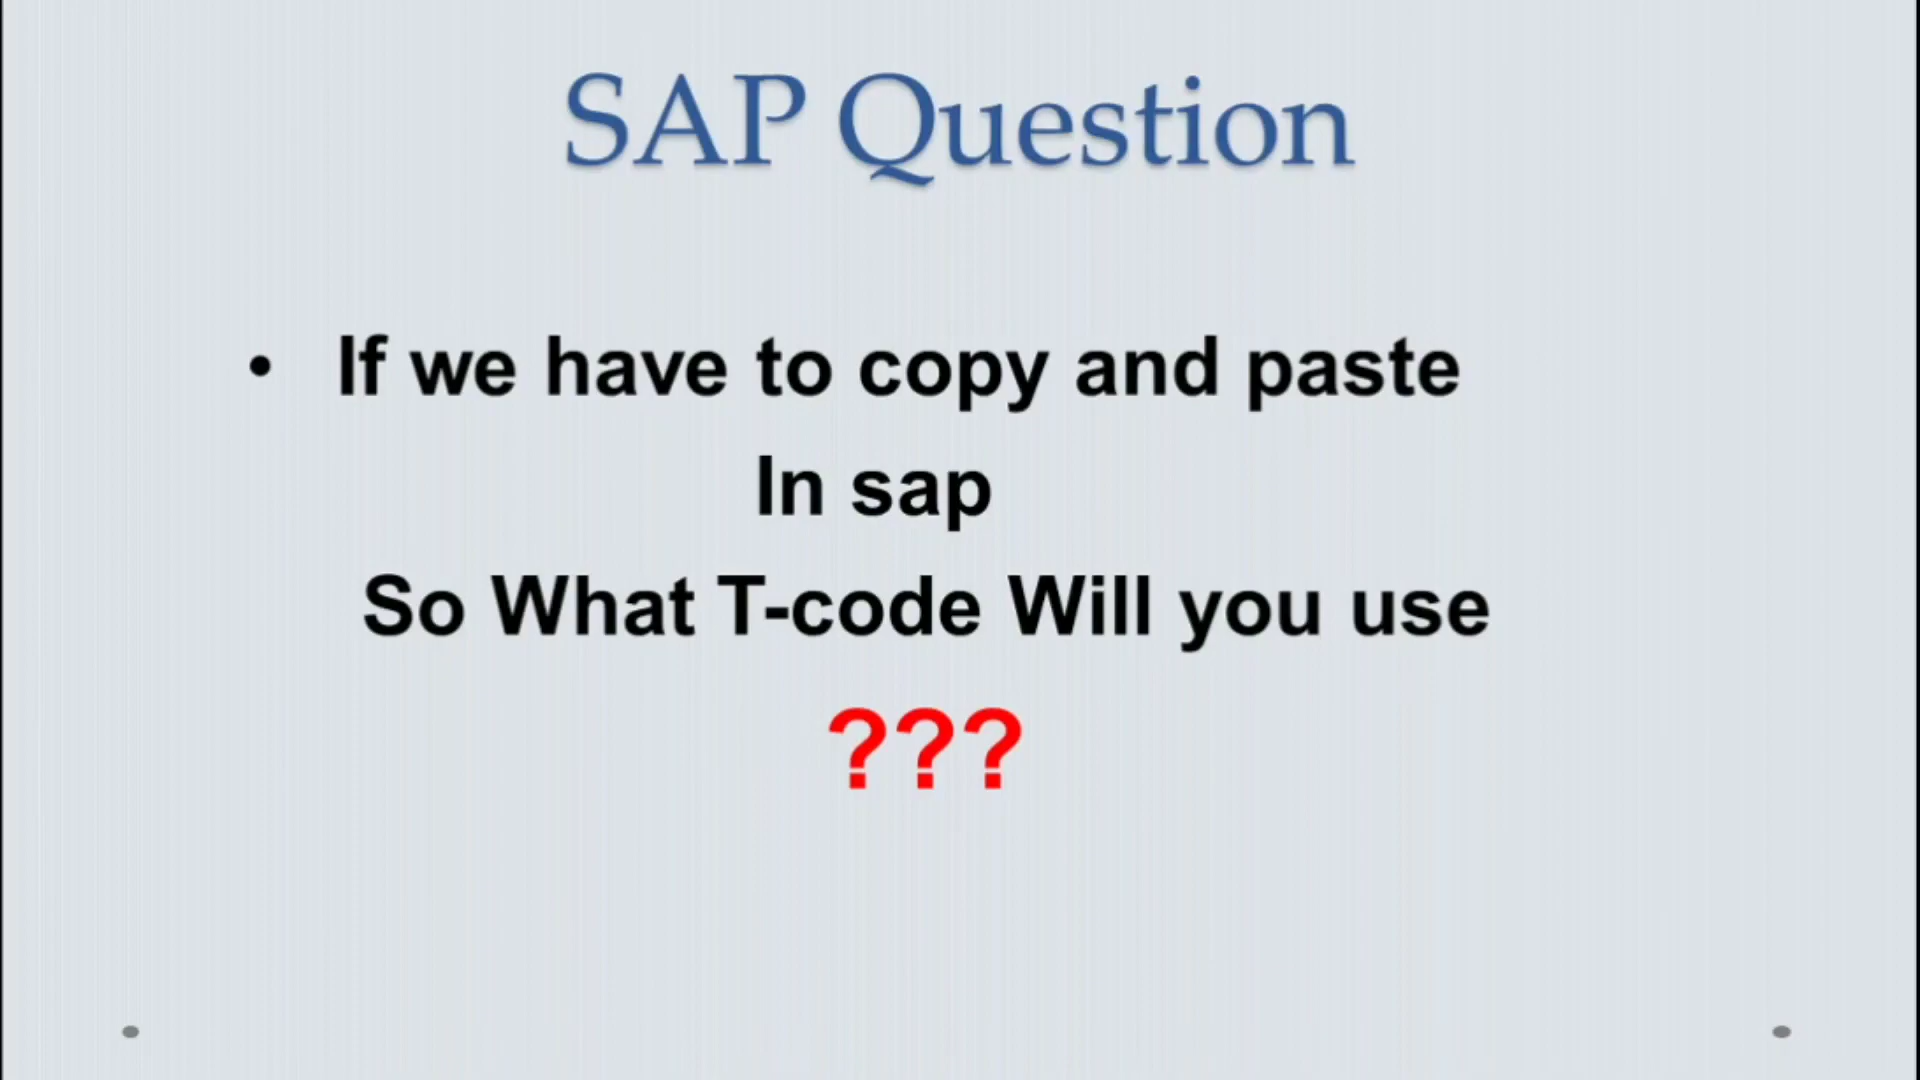 SAP Question
• If we have to copy and paste
In sap
So What T-code Will you use
???